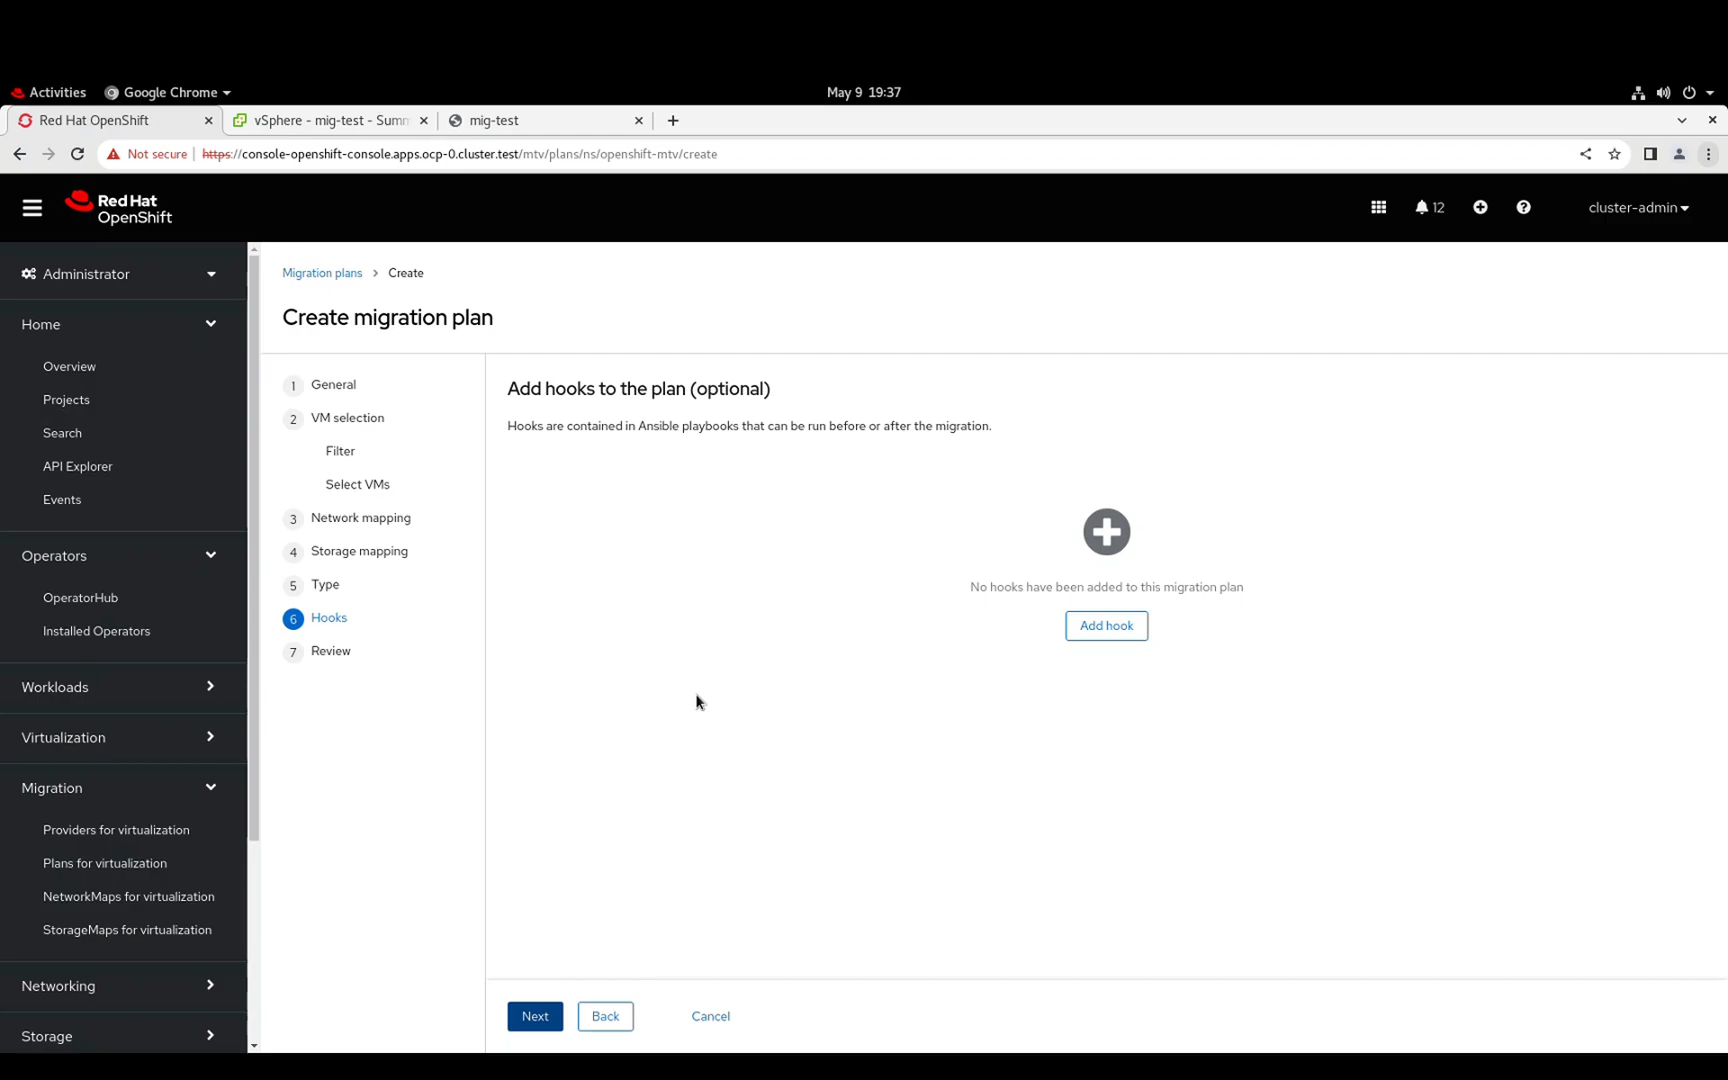 Activities
Google Chrome
May 9 19:37
Red Hat OpenShift
vSphere - mig-test - Summ
mig-test
Not secure
https://console-openshift-console.apps.ocp-0.cluster.test/mtv/plans/ns/openshift-mtv/create
Red Hat
OpenShift
12
cluster-admin
Administrator
Home
Overview
Projects
Search
API Explorer
Events
Operators
OperatorHub
Installed Operators
Workloads
Virtualization
Migration
Providers for virtualization
Plans for virtualization
NetworkMaps for virtualization
StorageMaps for virtualization
Networking
Storage
Migration plans > Create
Create migration plan
1 General
2 VM selection
Filter
Select VMs
3 Network mapping
4 Storage mapping
5 Type
6 Hooks
7 Review
Add hooks to the plan (optional)
Hooks are contained in Ansible playbooks that can be run before or after the migration.
No hooks have been added to this migration plan
Add hook
Next
Back
Cancel